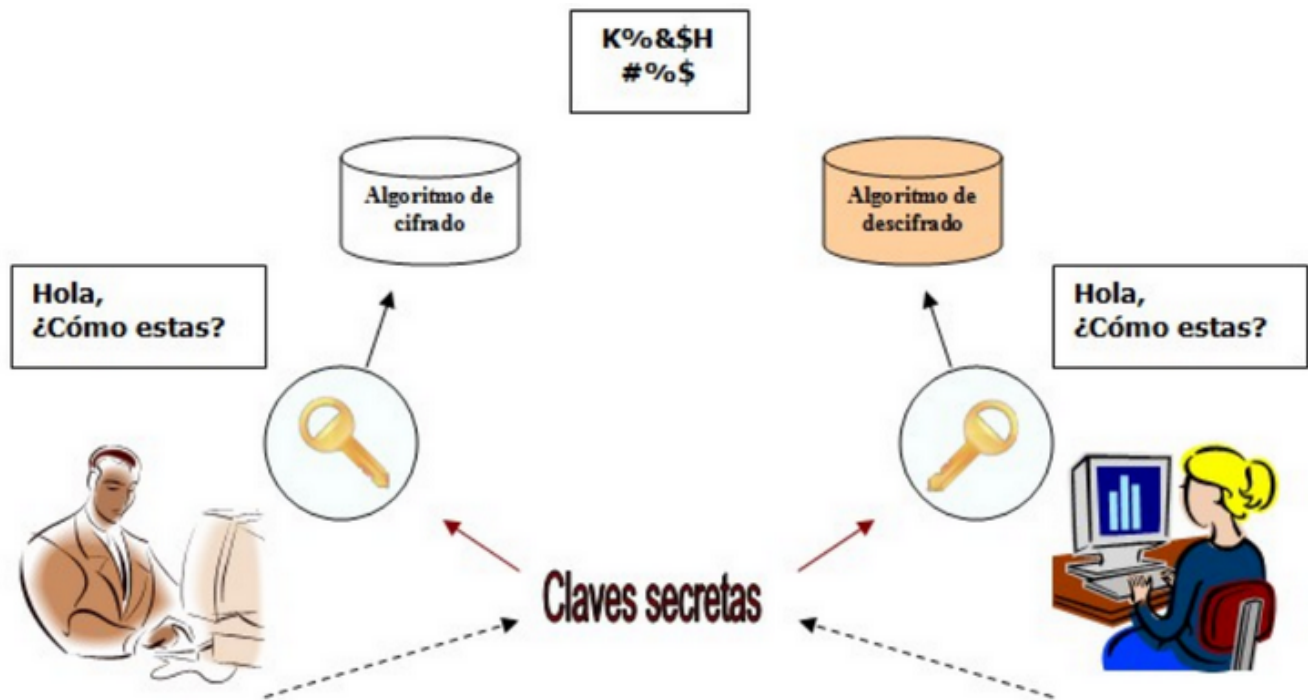 K%&$H
#%$
Algoritmo de
cifrado
Algoritmo de
descifrado
Hola,
¿Cómo estas?
Hola,
¿Cómo estas?
Claves secretas